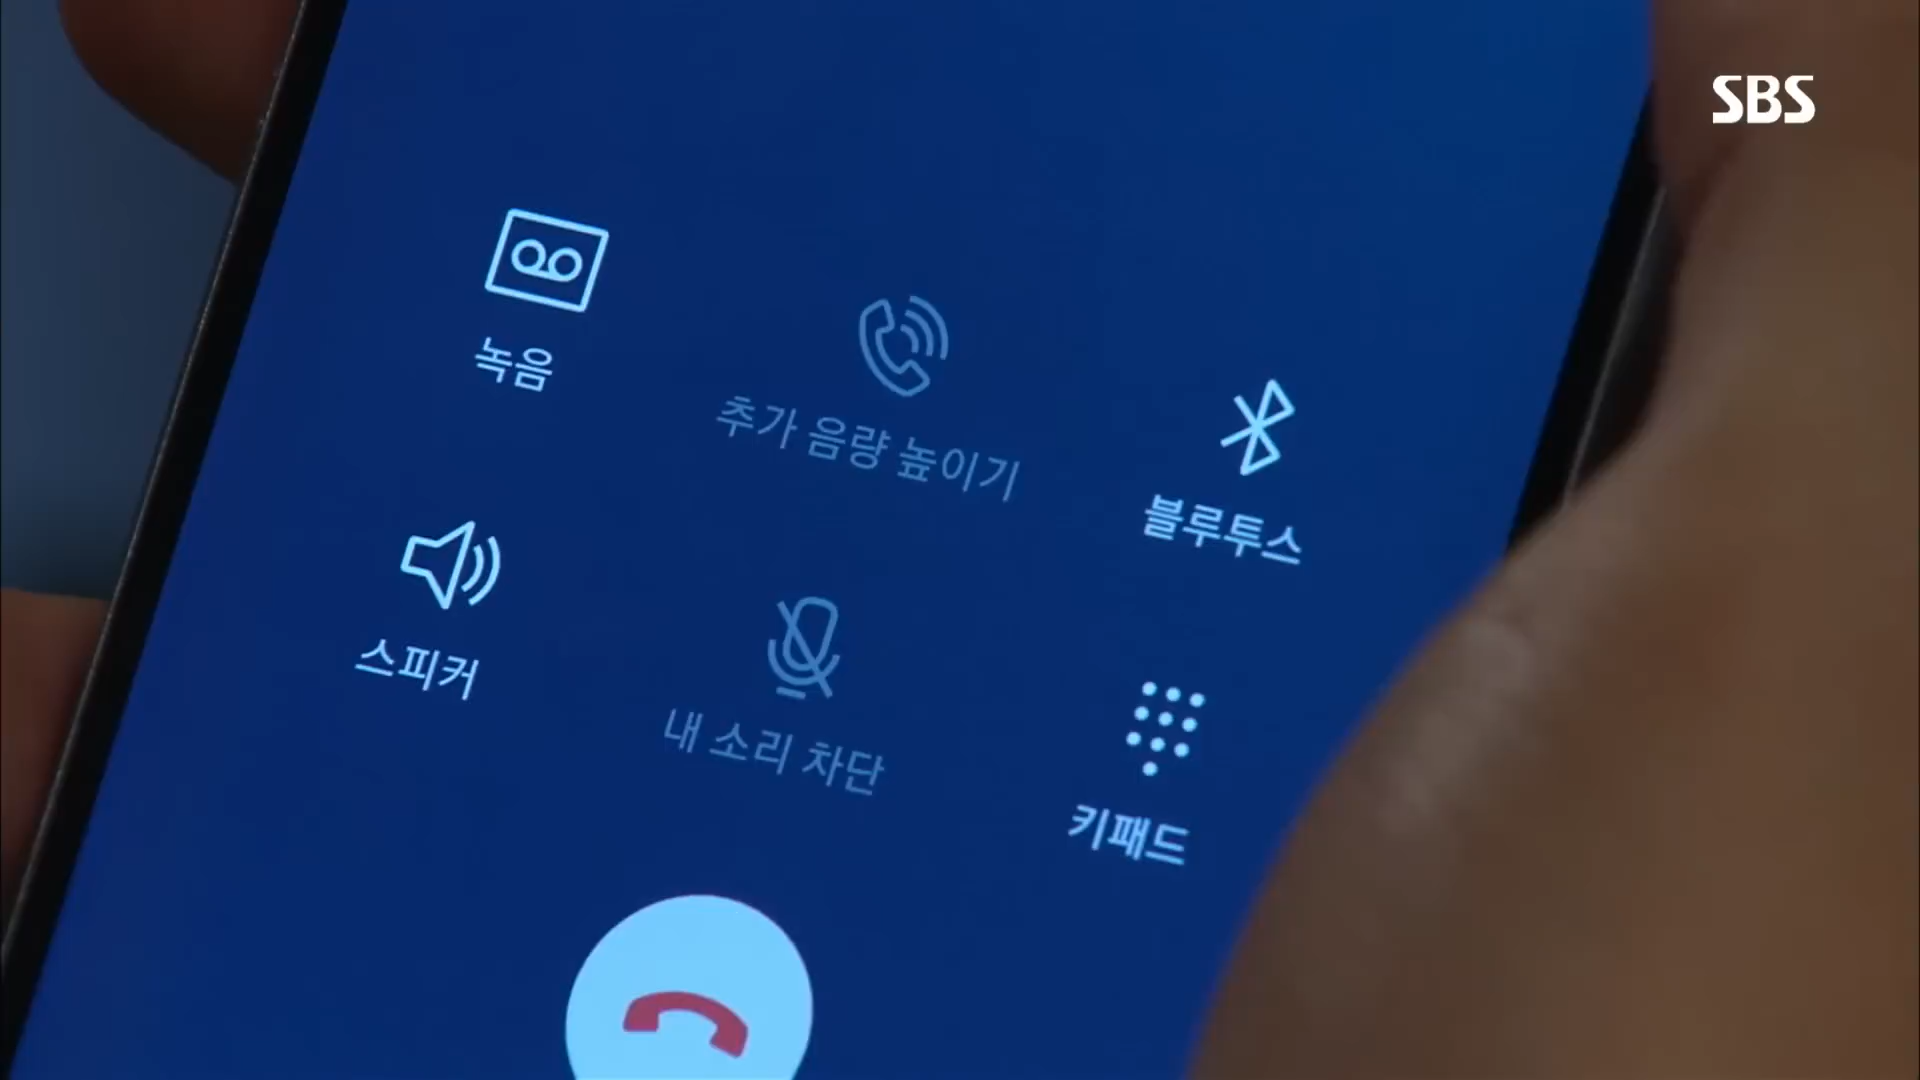 SBS
녹음
추가 음량 높이기
블루투스
스피커
내 소리 차단
키패드